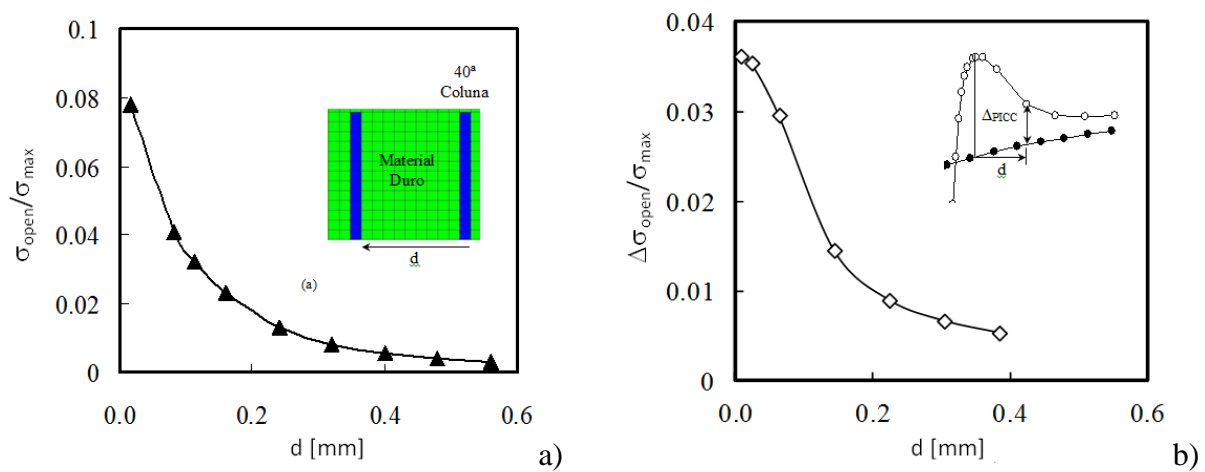 0.1
0.08
0.06
0.04
0.02
0
σopen/σmax
0.0
0.2
0.4
0.6
d [mm]
40ª
Coluna
Material
Duro
d
(a)
a)
0.04
0.03
0.02
0.01
0
Δσopen/σmax
0.0
0.2
0.4
0.6
d [mm]
ΔPICC
d
b)